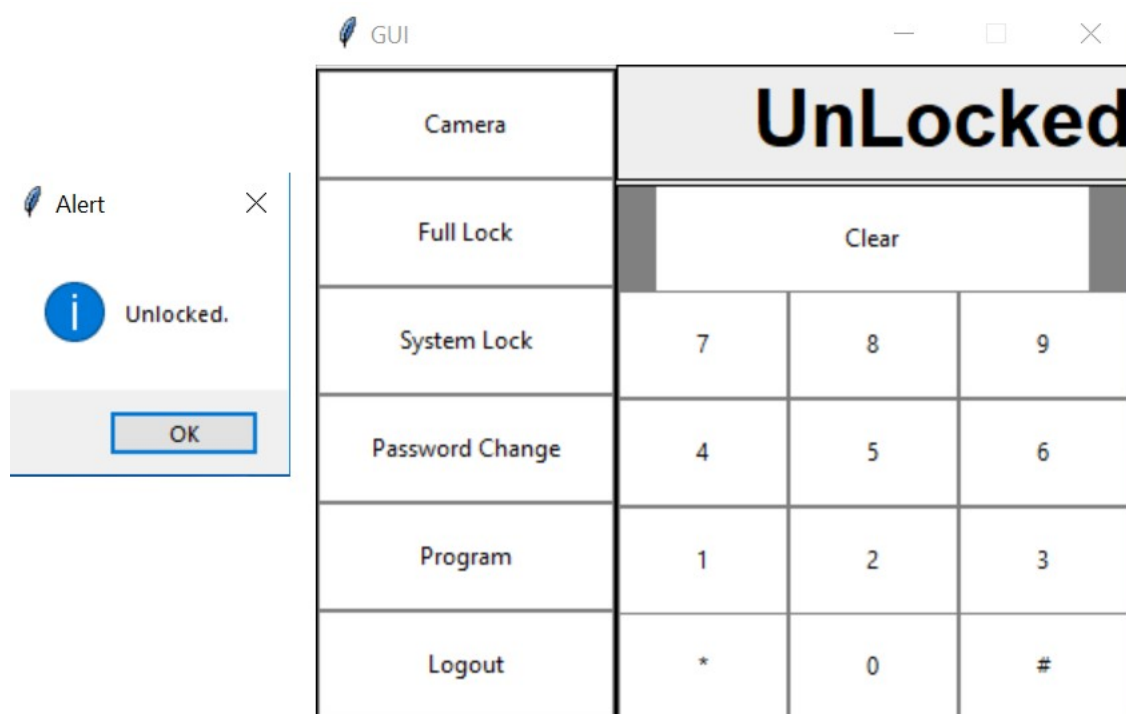 Alert
Unlocked.
OK
GUI
Camera
Full Lock
System Lock
Password Change
Program
Logout
UnLocked
Clear
7 8 9
4 5 6
1 2 3
* 0 #